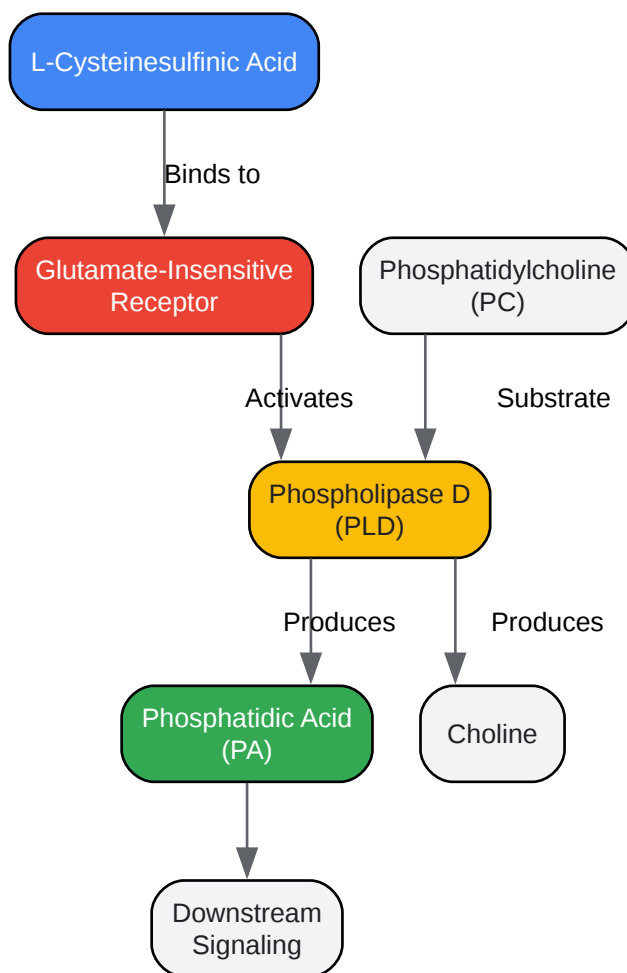 L-Cysteinesulfinic Acid
Binds to
Glutamate-Insensitive
Receptor
Phosphatidylcholine
(PC)
Activates
Substrate
Phospholipase D
(PLD)
Produces
Produces
Phosphatidic Acid
(PA)
Choline
Downstream
Signaling